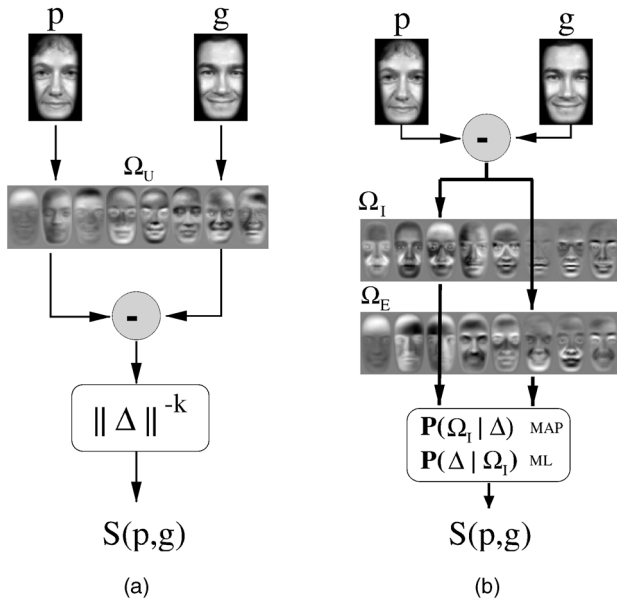 p g
Ω_U
-
‖ Δ ‖^-k
S(p,g)
(a)
p g
-
Ω_I
Ω_E
P(Ω_I | Δ) MAP
P(Δ | Ω_I) ML
S(p,g)
(b)